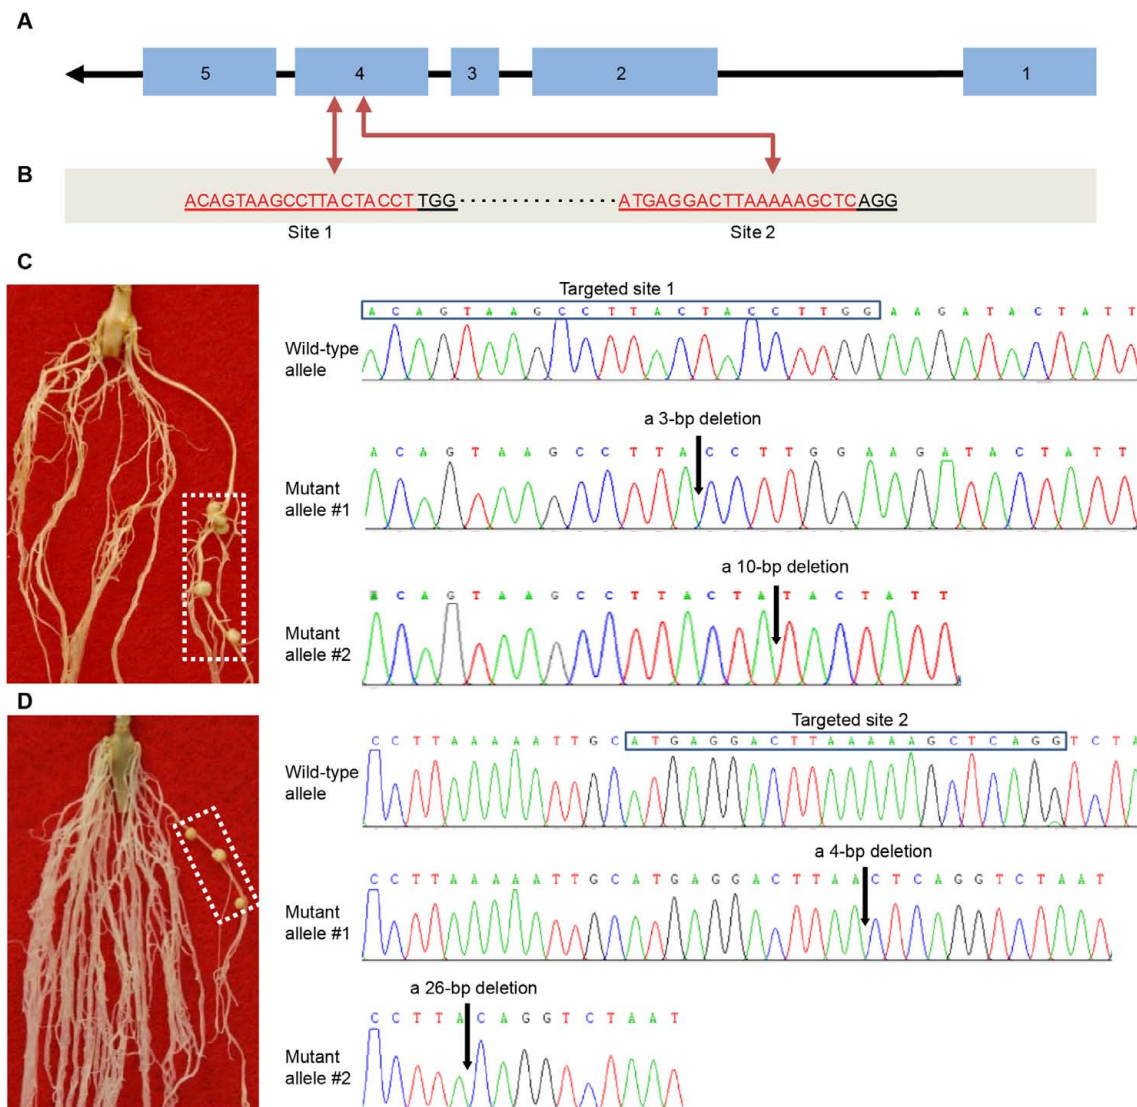 A
5 4 3 2 1
B
ACAGTAAGCCTTACTACCTTGG...............ATGAGGACTTAAAAAGCTCAGG
Site 1 Site 2
C
Targeted site 1
A C A G T A A G C C T T A C T A C C T T G G A A G A T A C T A T T
Wild-type
allele
a 3-bp deletion
A C A G T A A G C C T T A C C T T G G A A G A T A C T A T T
Mutant
allele #1
a 10-bp deletion
A C A G T A A G C C T T A C T A T A C T A T T
Mutant
allele #2
D
Targeted site 2
C C T T A A A A A T T G C A T G A G G A C T T A A A A A G C T C A G G T C T A
Wild-type
allele
a 4-bp deletion
C C T T A A A A A T T G C A T G A G G A C T T A A C T C A G G T C T A A T
Mutant
allele #1
a 26-bp deletion
C C T T A C A G G T C T A A T
Mutant
allele #2